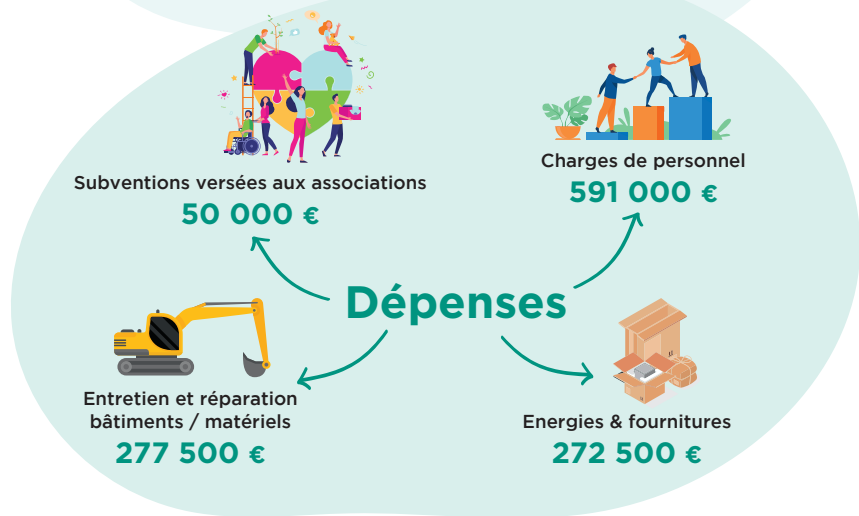 Subventions versées aux associations
50 000 €
Charges de personnel
591 000 €
Dépenses
Entretien et réparation
bâtiments / matériels
277 500 €
Energies & fournitures
272 500 €